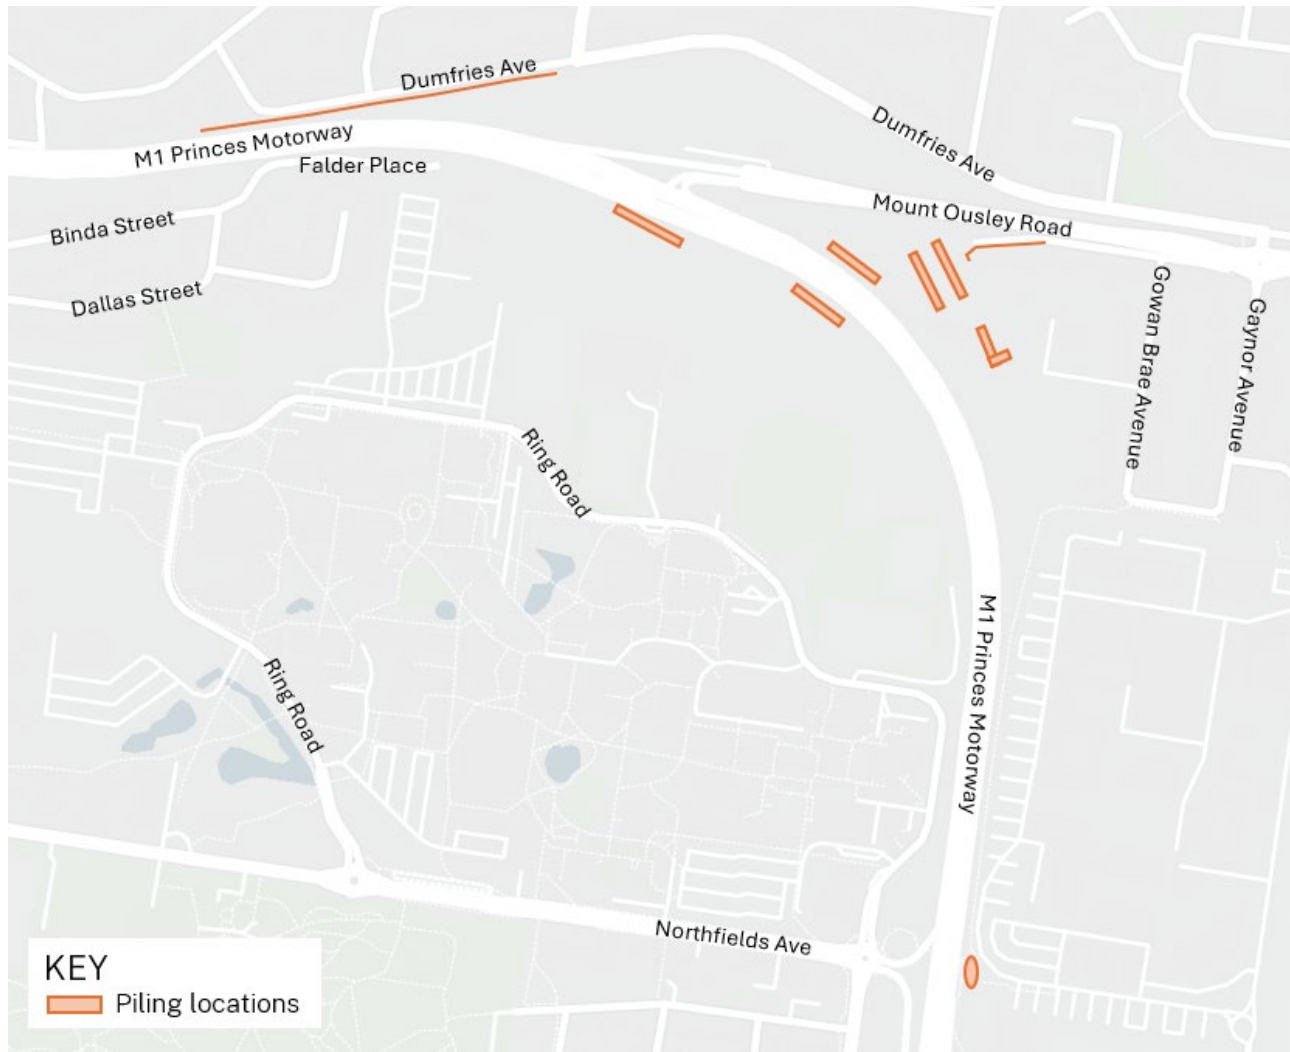 Dumfries Ave
Dumfries Ave
M1 Princes Motorway
Falder Place
Mount Ousley Road
Binda Street
Dallas Street
Gowan Brae Avenue
Gaynor Avenue
Ring Road
M1 Princes Motorway
Ring Road
Northfields Ave
KEY
Piling locations